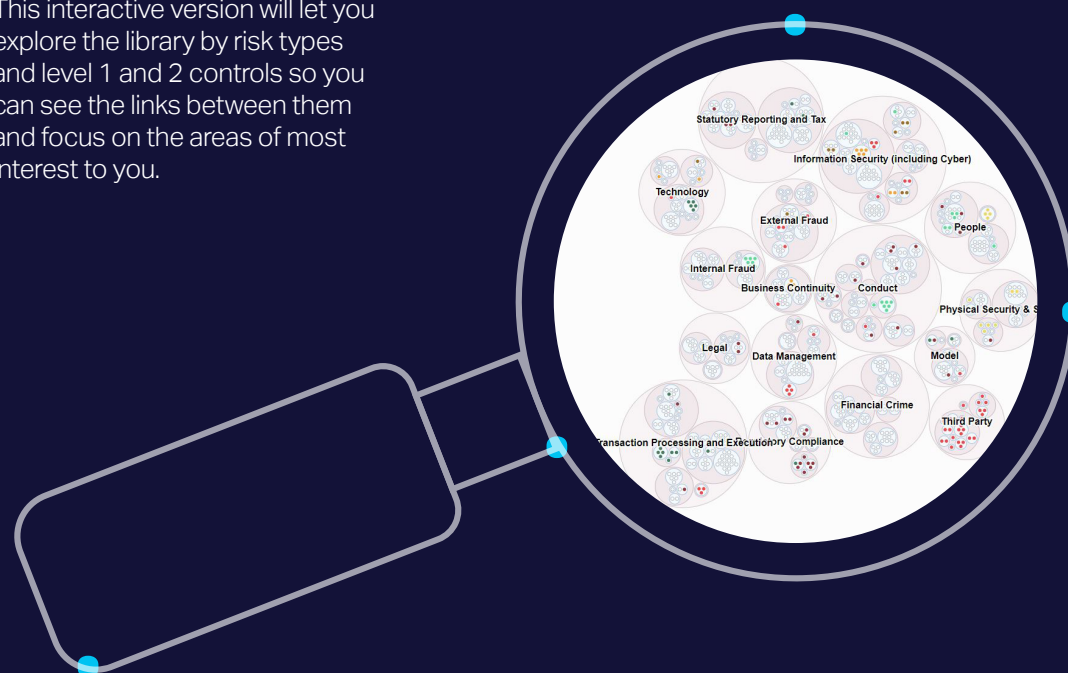 This interactive version will let you
explore the library by risk types
and level 1 and 2 controls so you
can see the links between them
and focus on the areas of most
interest to you.
Statutory Reporting and Tax
Information Security (including Cyber)
Technology
External Fraud
People
Internal Fraud
Business Continuity
Conduct
Physical Security & S
Legal
Data Management
Model
Financial Crime
Third Party
Transaction Processing and Execution
Compliance